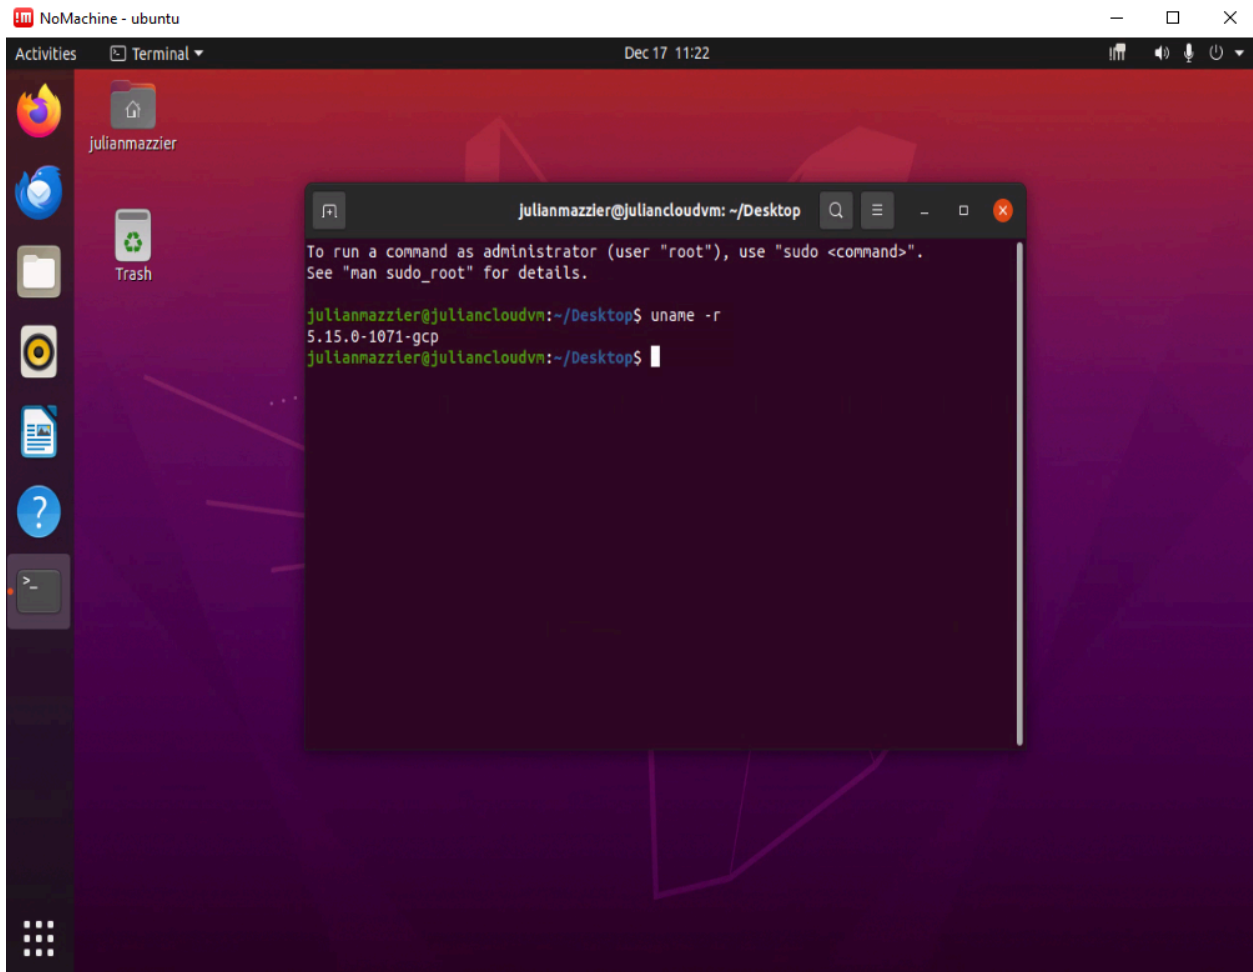 NoMachine - ubuntu
Activities Terminal Dec 17 11:22
julianmazzier
Trash
julianmazzier@juliancloudvm: ~/Desktop
To run a command as administrator (user "root"), use "sudo <command>".
See "man sudo_root" for details.
julianmazzier@juliancloudvm:~/Desktop$ uname -r
5.15.0-1071-gcp
julianmazzier@juliancloudvm:~/Desktop$